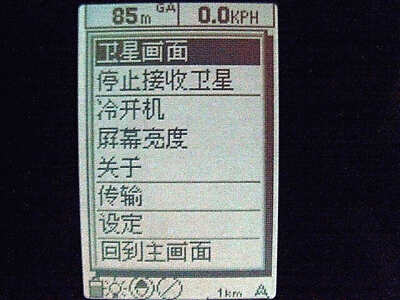 85m GA 0.0KPH
卫星画面
停止接收卫星
冷开机
屏幕亮度
关于
传输
设定
回到主画面
1km